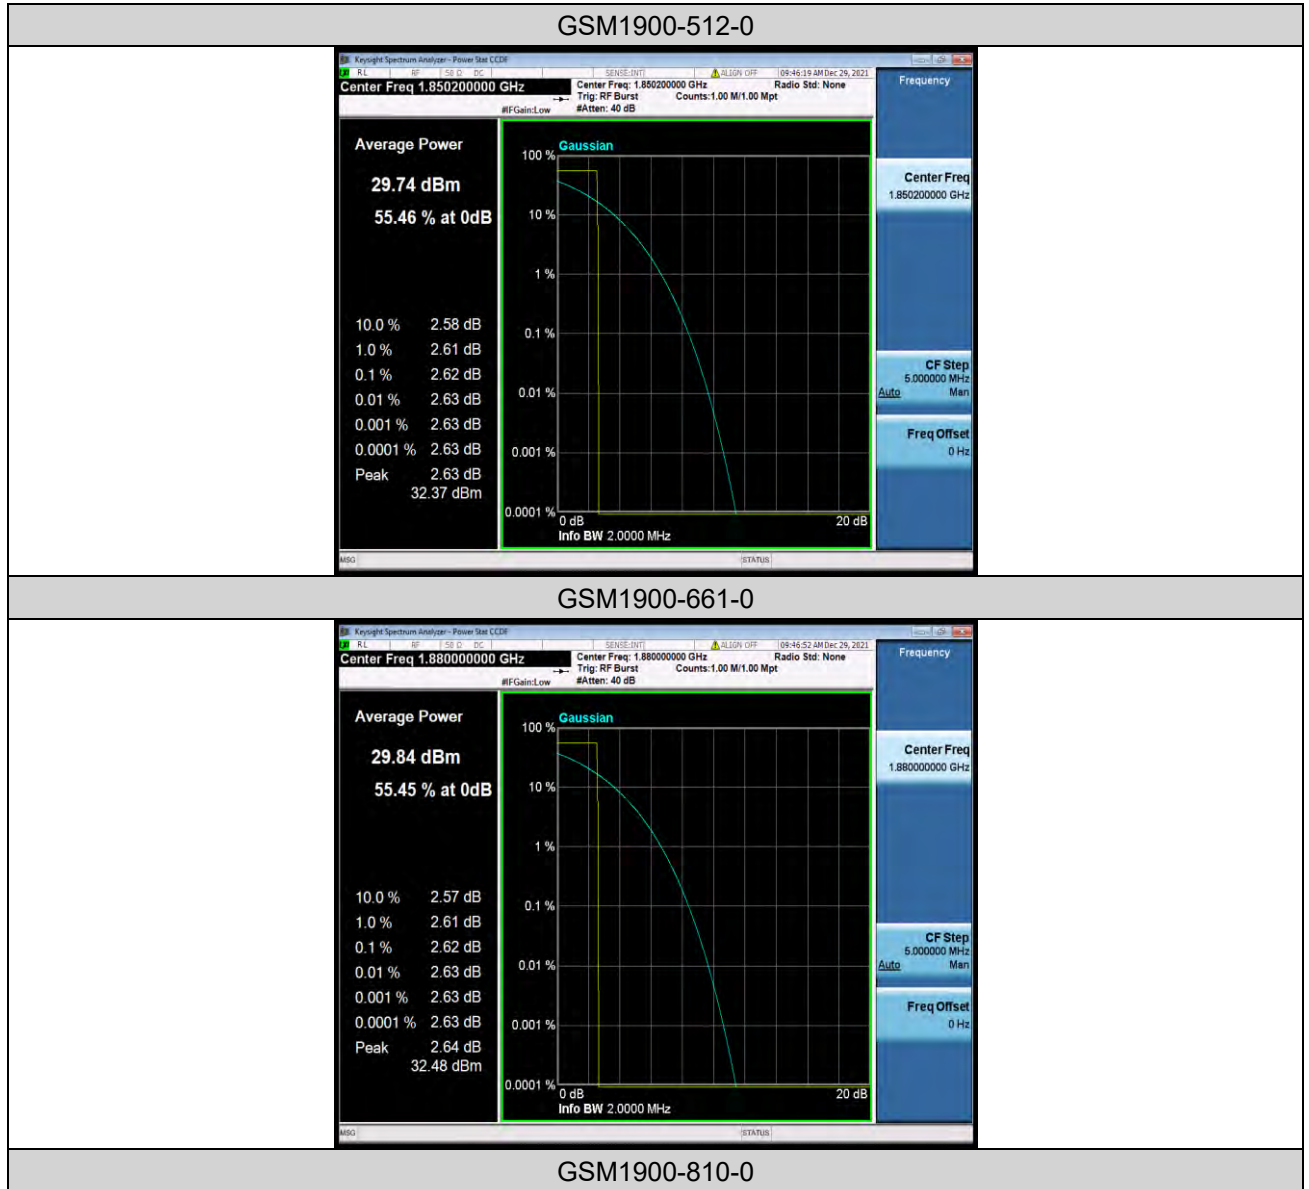 GSM1900-512-0
Keysight Spectrum Analyzer - Power Stat CCDF
RL RF 50 Ω DC SENSE:INT ALIGN OFF 09:46:19 AM Dec 29, 2021
Center Freq 1.850200000 GHz
Center Freq: 1.850200000 GHz Radio Std: None
Trig: RF Burst Counts:1.00 M/1.00 Mpt
#IFGain:Low #Atten: 40 dB
Frequency
Average Power
29.74 dBm
55.46 % at 0dB
10.0 % 2.58 dB
1.0 % 2.61 dB
0.1 % 2.62 dB
0.01 % 2.63 dB
0.001 % 2.63 dB
0.0001 % 2.63 dB
Peak 2.63 dB
32.37 dBm
Gaussian
100 %
10 %
1 %
0.1 %
0.01 %
0.001 %
0.0001 %
0 dB 20 dB
Info BW 2.0000 MHz
Center Freq
1.850200000 GHz
CF Step
5.000000 MHz
Auto Man
Freq Offset
0 Hz
MSG STATUS
GSM1900-661-0
Keysight Spectrum Analyzer - Power Stat CCDF
RL RF 50 Ω DC SENSE:INT ALIGN OFF 09:46:52 AM Dec 29, 2021
Center Freq 1.880000000 GHz
Center Freq: 1.880000000 GHz Radio Std: None
Trig: RF Burst Counts:1.00 M/1.00 Mpt
#IFGain:Low #Atten: 40 dB
Frequency
Average Power
29.84 dBm
55.45 % at 0dB
10.0 % 2.57 dB
1.0 % 2.61 dB
0.1 % 2.62 dB
0.01 % 2.63 dB
0.001 % 2.63 dB
0.0001 % 2.63 dB
Peak 2.64 dB
32.48 dBm
Gaussian
100 %
10 %
1 %
0.1 %
0.01 %
0.001 %
0.0001 %
0 dB 20 dB
Info BW 2.0000 MHz
Center Freq
1.880000000 GHz
CF Step
5.000000 MHz
Auto Man
Freq Offset
0 Hz
MSG STATUS
GSM1900-810-0